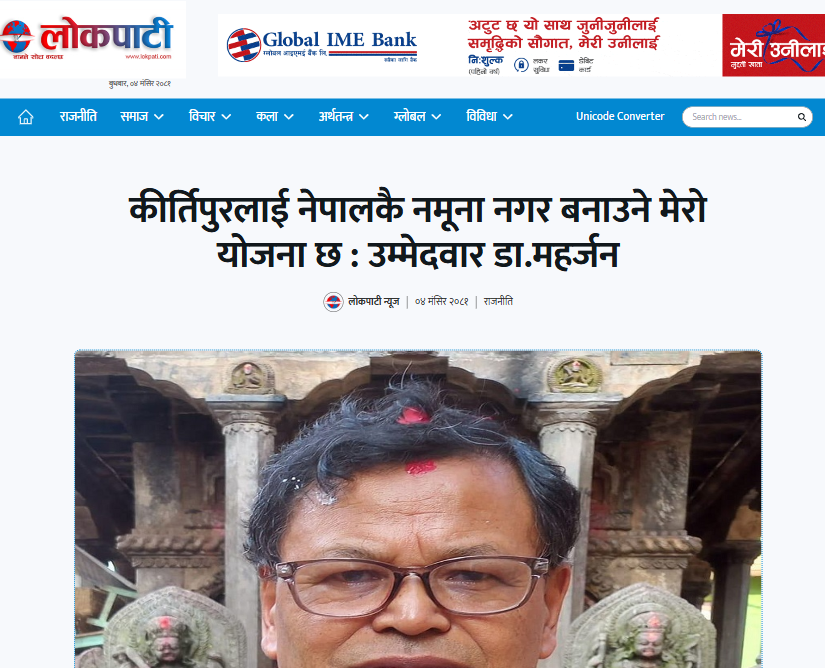 लोकपाटी
www.lokpati.com
बुधबार, ०४ मंसिर २०८१
Global IME Bank
ग्लोबल आइएमई बैंक लि.
सबैका लागि बैंक
अटुट छ यो साथ जुनीजुनीलाई
समृद्धिको सौगात, मेरी उनीलाई
नि:शुल्क
(पहिलो वर्ष)
लकर
सुविधा
डेबिट
कार्ड
मेरी उनीलाई
मुद्दती खाता
राजनीति समाज विचार कला अर्थतन्त्र ग्लोबल विविधा Unicode Converter Search news...
कीर्तिपुरलाई नेपालकै नमूना नगर बनाउने मेरो
योजना छ : उम्मेदवार डा.महर्जन
लोकपाटी न्यूज | ०४ मंसिर २०८१ | राजनीति